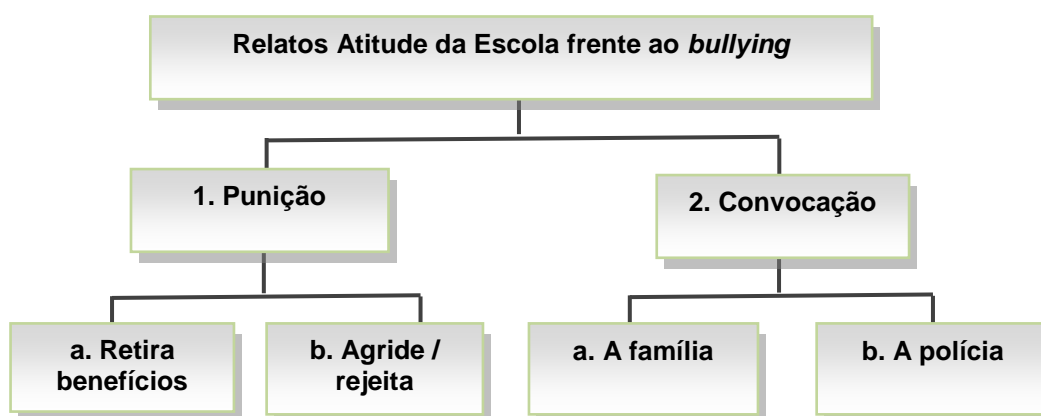 Relatos Atitude da Escola frente ao bullying
1. Punição
2. Convocação
a. Retira
benefícios
b. Agride /
rejeita
a. A família
b. A polícia